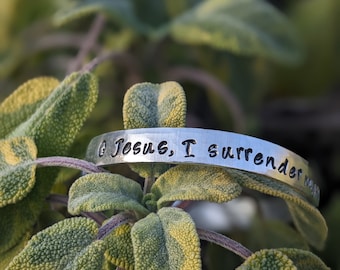 O Jesus, I surrender